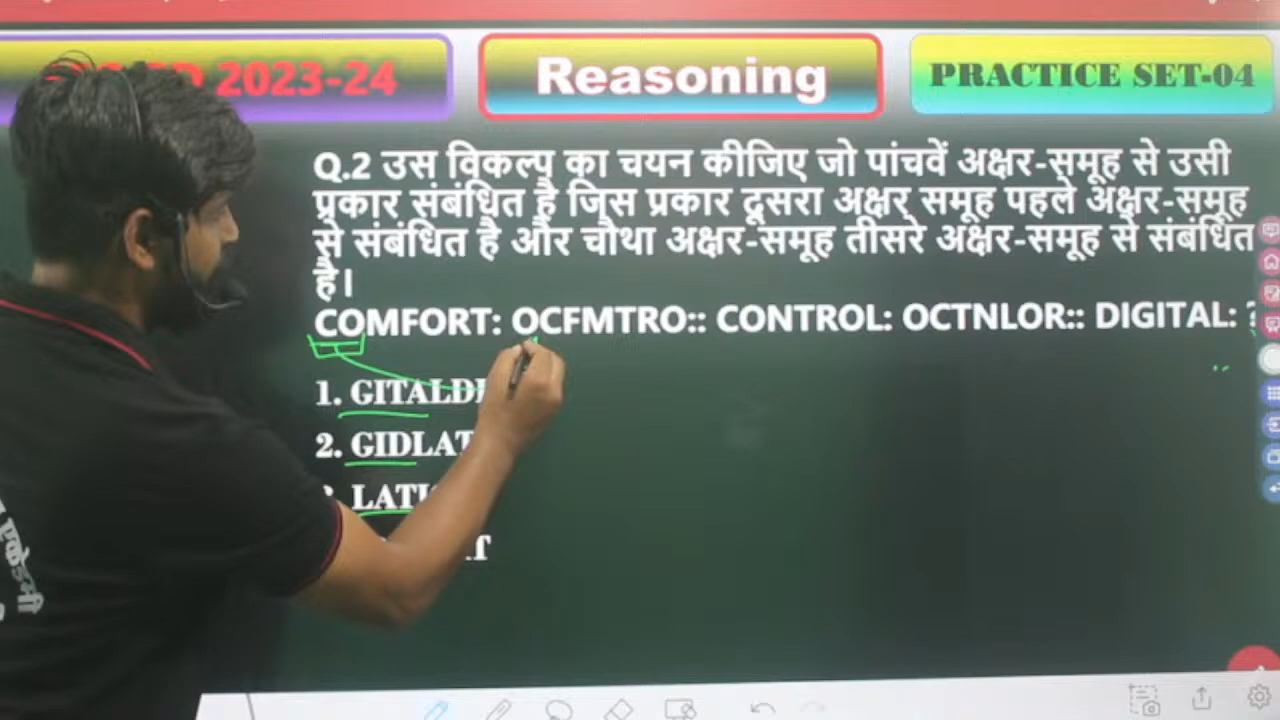 2023-24
Reasoning
PRACTICE SET-04
Q.2 उस विकल्प का चयन कीजिए जो पांचवें अक्षर-समूह से उसी
प्रकार संबंधित है जिस प्रकार दूसरा अक्षर समूह पहले अक्षर-समूह
से संबंधित है और चौथा अक्षर-समूह तीसरे अक्षर-समूह से संबंधित
है।
COMFORT: OCFMTRO:: CONTROL: OCTNLOR:: DIGITAL: ?
1. GITALD
2. GIDLAT
LATI